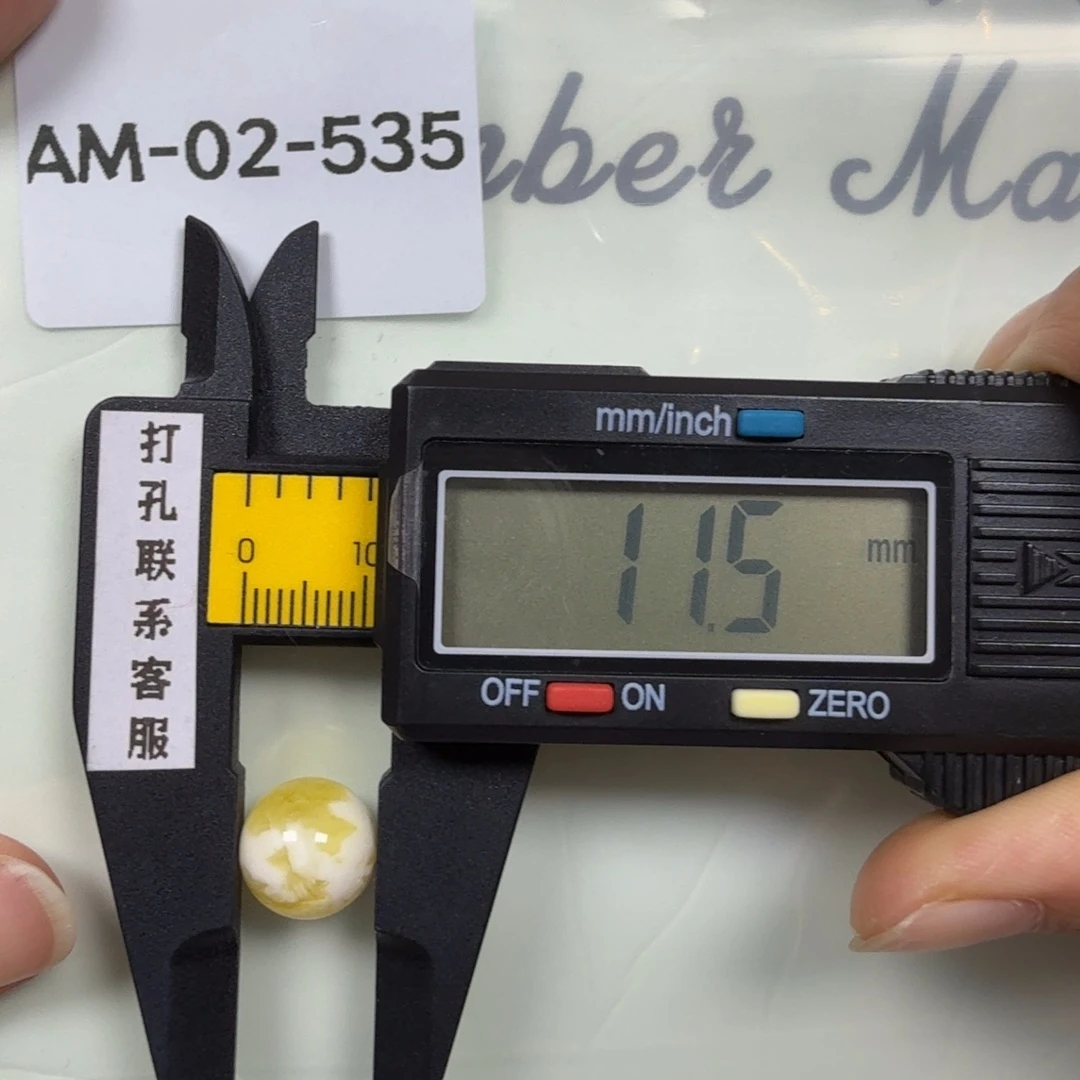 AM-02-535
mber Ma
mm/inch
打孔联系客服
0 10
11.5 mm
OFF ON ZERO